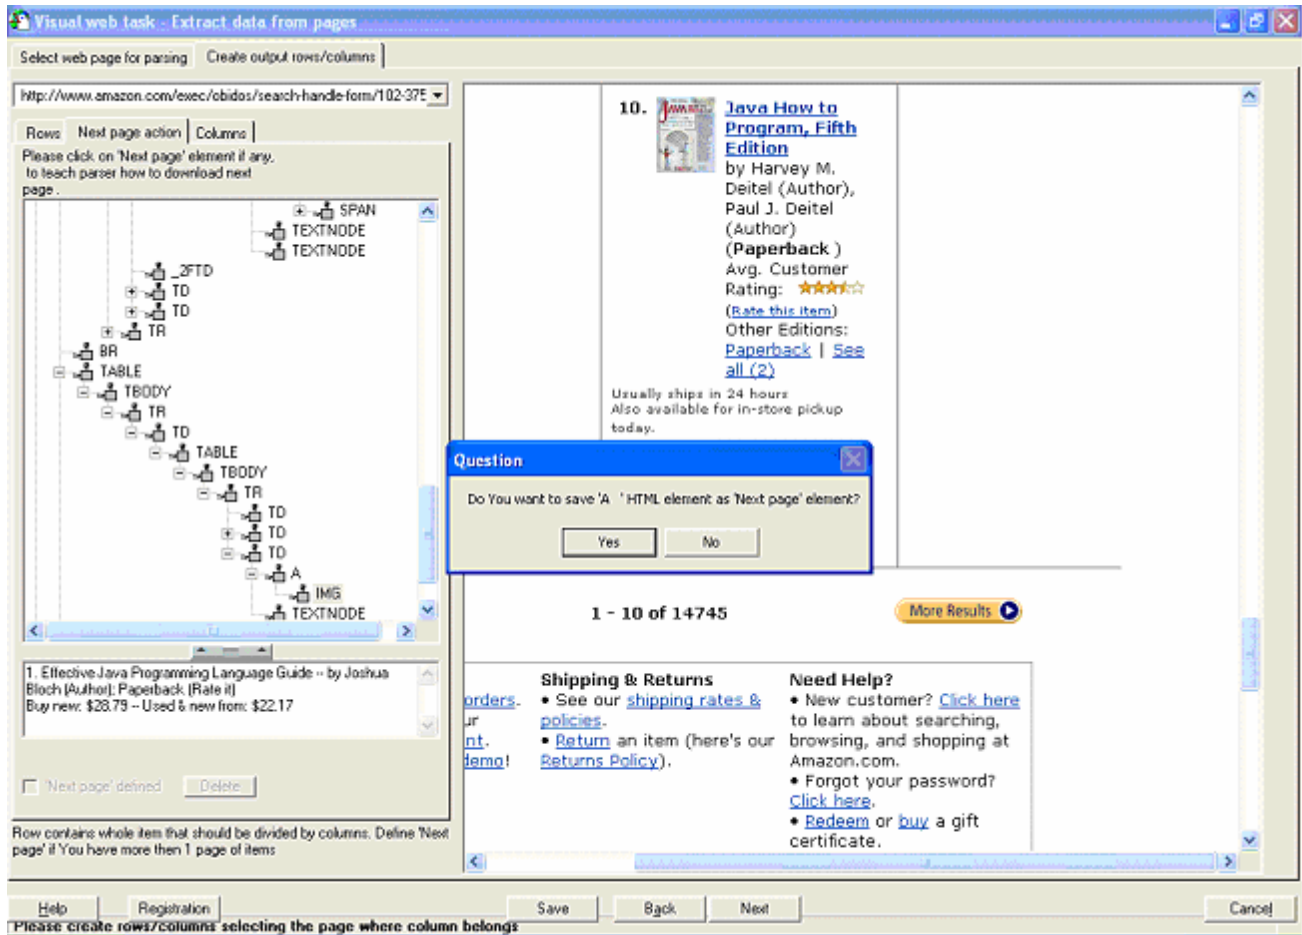 Visual web task - Extract data from pages
Select web page for parsing
Create output rows/columns
http://www.amazon.com/exec/obidos/search-handle-form/102-375
Rows
Next page action
Columns
Please click on 'Next page' element if any,
to teach parser how to download next
page .
SPAN
TEXTNODE
TEXTNODE
_2FTD
TD
TD
TR
BR
TABLE
TBODY
TR
TD
TABLE
TBODY
TR
TD
TD
TD
A
IMG
TEXTNODE
1. Effective Java Programming Language Guide -- by Joshua
Bloch (Author); Paperback (Rate it)
Buy new: $28.79 -- Used & new from: $22.17
'Next page' defined
Delete
Row contains whole item that should be divided by columns. Define 'Next
page' if You have more then 1 page of items
10.
Java How to
Program, Fifth
Edition
by Harvey M.
Deitel (Author),
Paul J. Deitel
(Author)
(Paperback )
Avg. Customer
Rating:
(Rate this item)
Other Editions:
Paperback | See
all (2)
Usually ships in 24 hours
Also available for in-store pickup
today.
Question
Do You want to save 'A ' HTML element as 'Next page' element?
Yes
No
1 - 10 of 14745
More Results
orders.
ur
nt.
demo!
Shipping & Returns
• See our shipping rates &
policies.
• Return an item (here's our
Returns Policy).
Need Help?
• New customer? Click here
to learn about searching,
browsing, and shopping at
Amazon.com.
• Forgot your password?
Click here.
• Redeem or buy a gift
certificate.
Help
Registration
Save
Back
Next
Cancel
Please create rows/columns selecting the page where column belongs